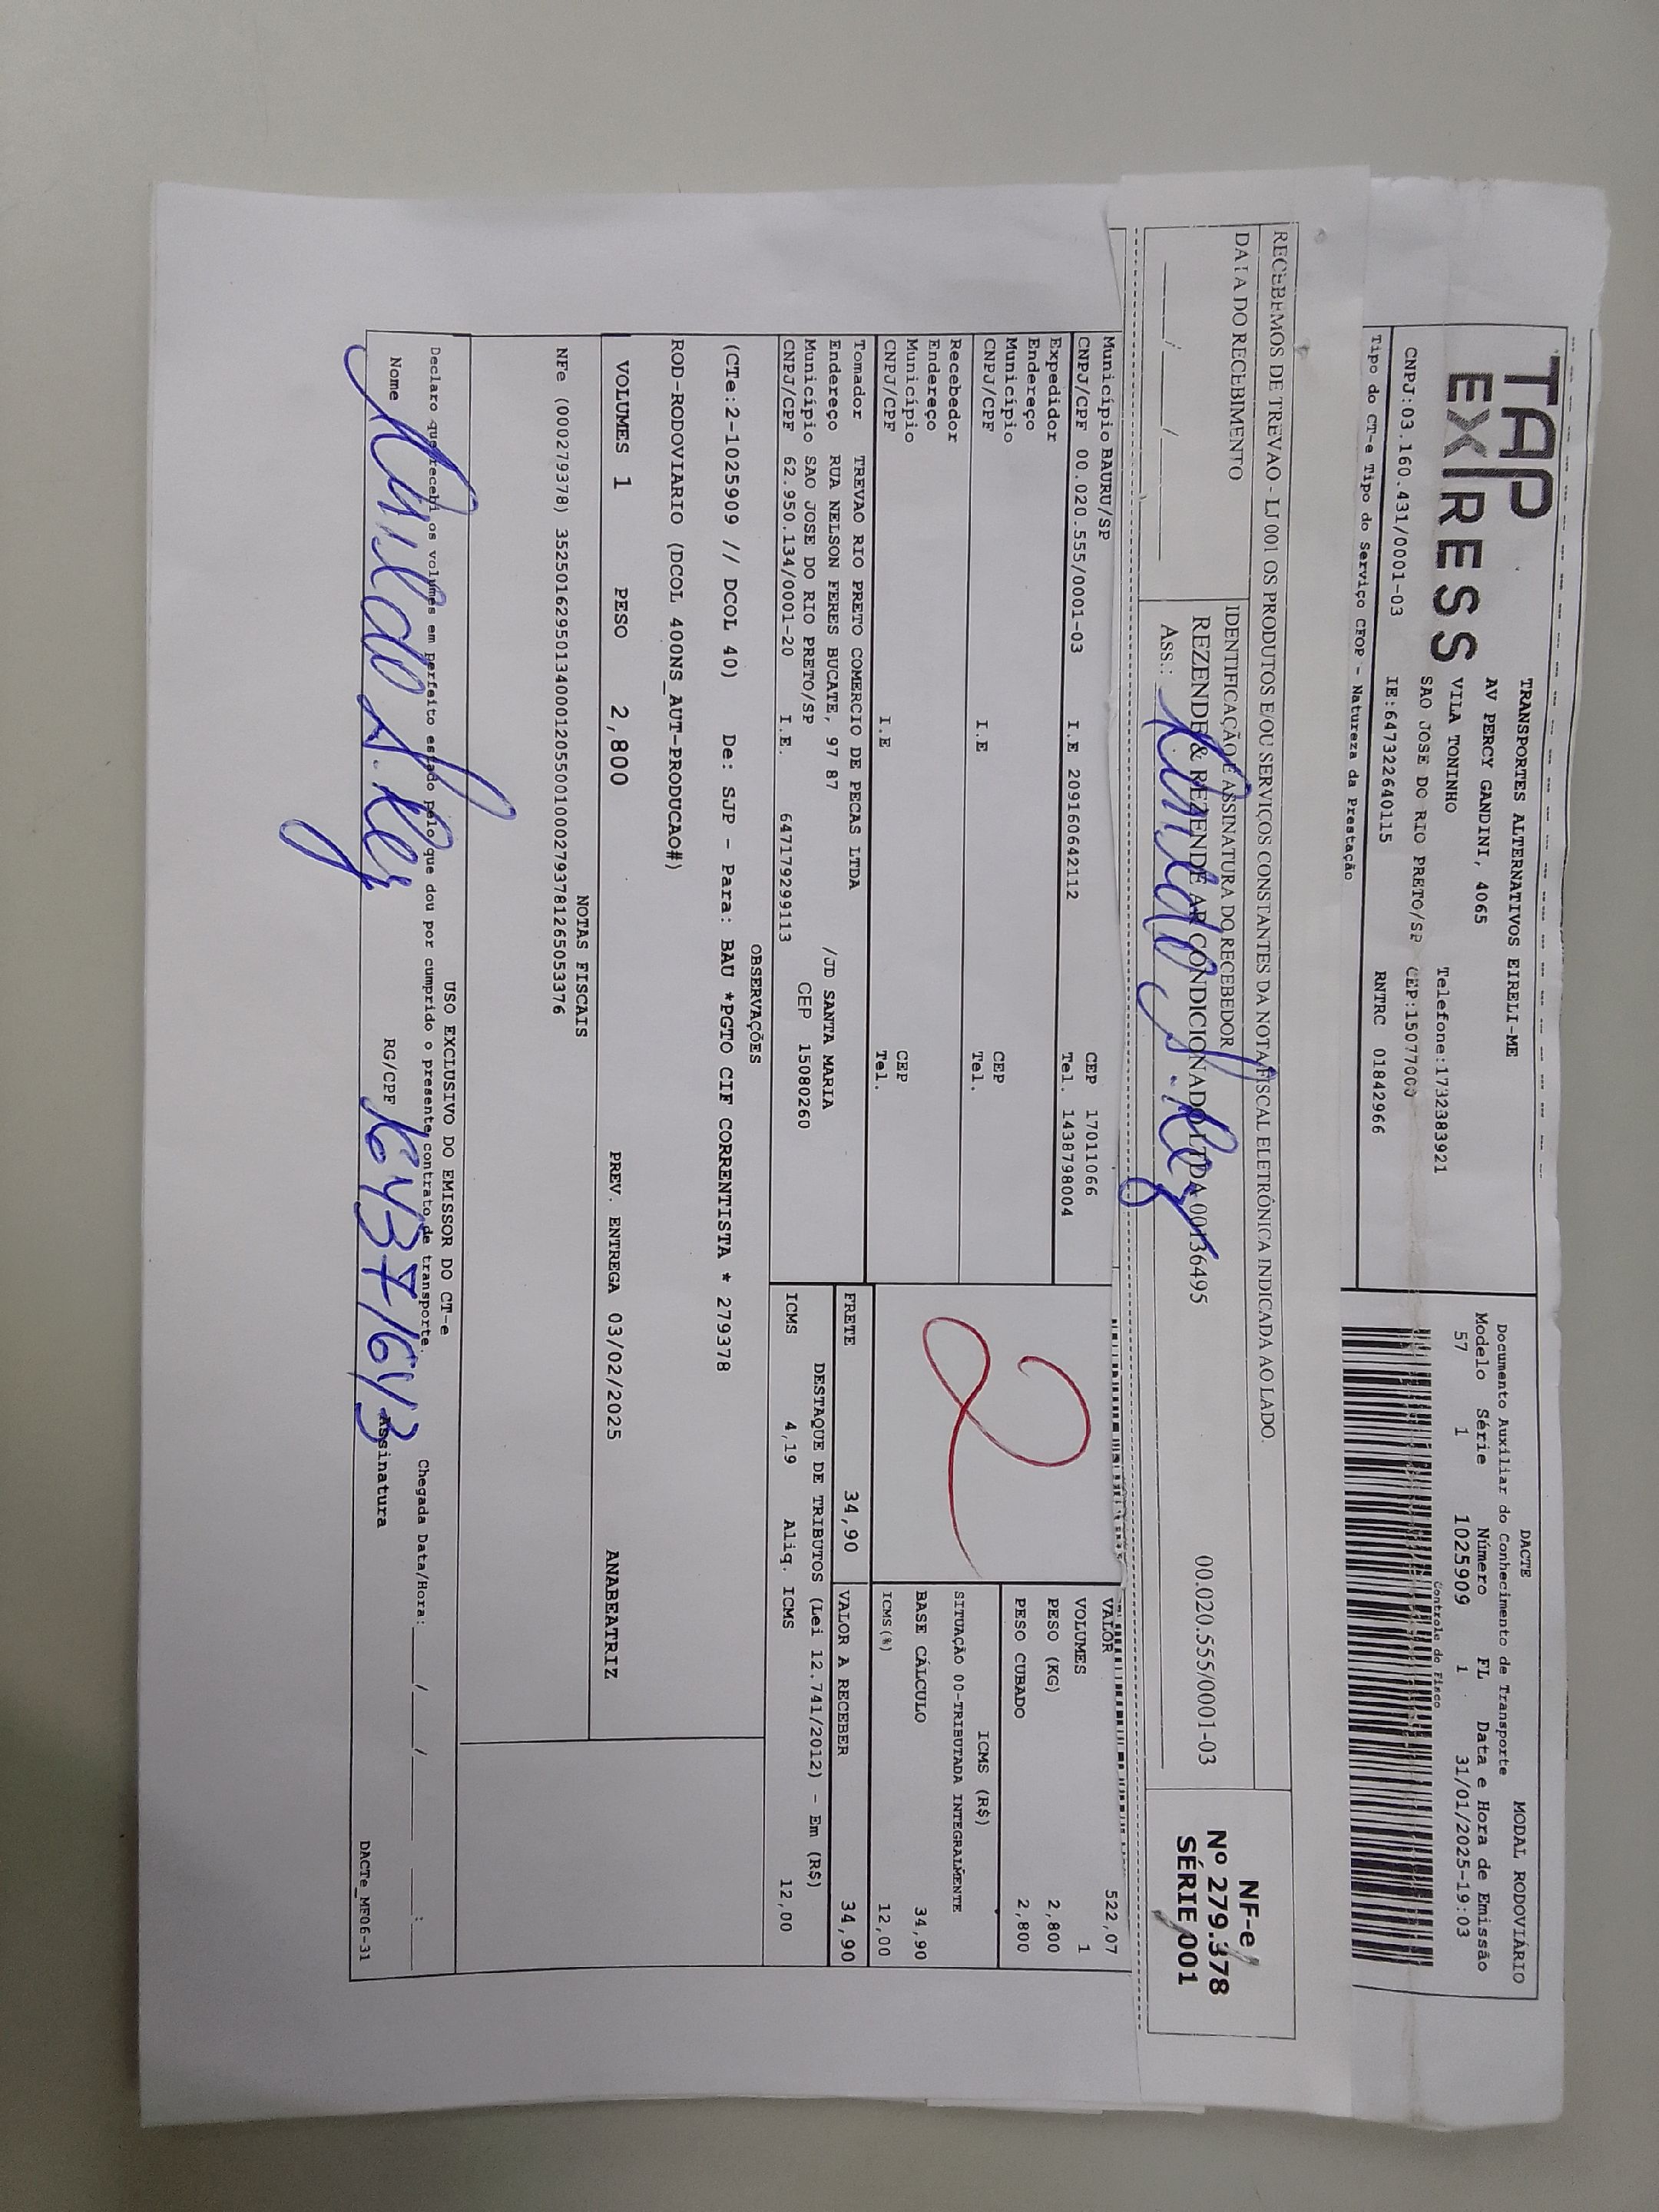 TAP
EXPRESS
TRANSPORTES ALTERNATIVOS EIRELI-ME
AV PERCY GANDINI, 4065
VILA TONINHO
Telefone:1732383921
SAO JOSE DO RIO PRETO/SP CEP:15077000
CNPJ:03.160.431/0001-03 IE:647322640115 RNTRC 01842966
Tipo do CT-e Tipo do Serviço CFOP - Natureza da Prestação
DACTE
MODAL RODOVIÁRIO
Documento Auxiliar do Conhecimento de Transporte
Modelo Série Número FL Data e Hora de Emissão
57 1 1025909 1 31/01/2025-19:03
Controle do Fisco
RECEBEMOS DE TREVAO - LJ 001 OS PRODUTOS E/OU SERVIÇOS CONSTANTES DA NOTA FISCAL ELETRÔNICA INDICADA AO LADO.
DATA DO RECEBIMENTO
IDENTIFICAÇÃO E ASSINATURA DO RECEBEDOR
REZENDE & REZENDE AR CONDICIONADO LTDA 00136495 00.020.555/0001-03
ASS.:
NF-e
Nº 279.378
SÉRIE 001
Município BAURU/SP CEP 17011066
CNPJ/CPF 00.020.555/0001-03 I.E 209160642112 Tel. 1438798004
Expedidor
Endereço
Município CEP
CNPJ/CPF I.E Tel.
Recebedor
Endereço
Município CEP
CNPJ/CPF I.E Tel.
Tomador TREVAO RIO PRETO COMERCIO DE PECAS LTDA
Endereço RUA NELSON FERES BUCATE, 97 87 /JD SANTA MARIA
Município SAO JOSE DO RIO PRETO/SP CEP 15080260
CNPJ/CPF 62.950.134/0001-20 I.E. 647179299113
VALOR 522,07
VOLUMES 1
PESO (KG) 2,800
PESO CUBADO 2,800
ICMS (R$)
SITUAÇÃO 00-TRIBUTADA INTEGRALMENTE
BASE CÁLCULO 34,90
ICMS(%) 12,00
2
FRETE 34,90 VALOR A RECEBER 34,90
DESTAQUE DE TRIBUTOS (Lei 12.741/2012) - Em (R$)
ICMS 4,19 Aliq. ICMS 12,00
OBSERVAÇÕES
(CTe:2-1025909 // DCOL 40) De: SJP - Para: BAU *PGTO CIF CORRENTISTA * 279378
ROD-RODOVIARIO (DCOL 400NS_AUT-PRODUCAO#)
VOLUMES 1 PESO 2,800 PREV. ENTREGA 03/02/2025 ANABEATRIZ
NOTAS FISCAIS
NFe (000279378) 35250162950134000120550010002793781265053376
USO EXCLUSIVO DO EMISSOR DO CT-e
Declaro que recebi os volumes em perfeito estado pelo que dou por cumprido o presente contrato de transporte.
Chegada Data/Hora: ___/___/_____ ___:___
Nome RG/CPF Assinatura
DACTe_MF06-31